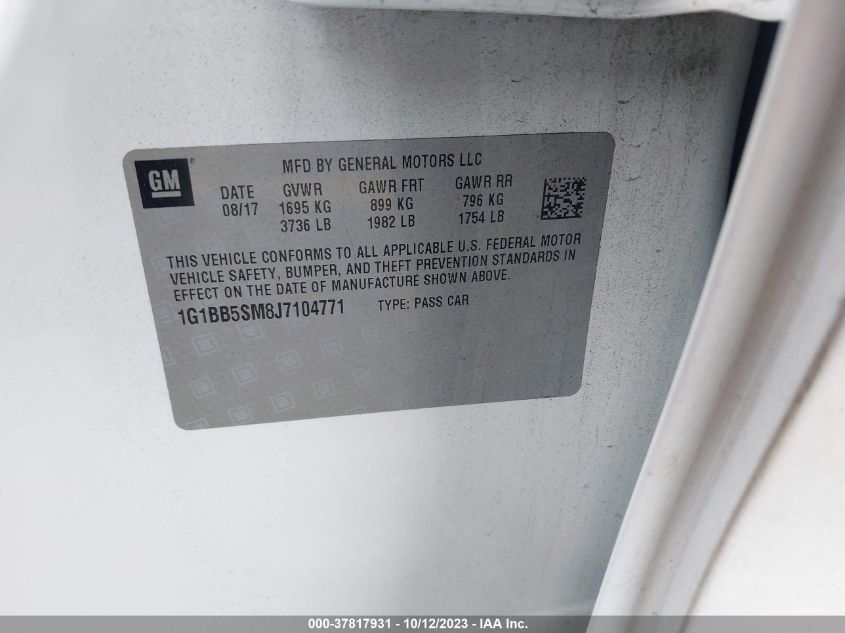 GM
MFD BY GENERAL MOTORS LLC
DATE GVWR GAWR FRT GAWR RR
08/17 1695 KG 899 KG 796 KG
3736 LB 1982 LB 1754 LB
THIS VEHICLE CONFORMS TO ALL APPLICABLE U.S. FEDERAL MOTOR
VEHICLE SAFETY, BUMPER, AND THEFT PREVENTION STANDARDS IN
EFFECT ON THE DATE OF MANUFACTURE SHOWN ABOVE.
1G1BB5SM8J7104771 TYPE: PASS CAR
000-37817931 - 10/12/2023 - IAA Inc.